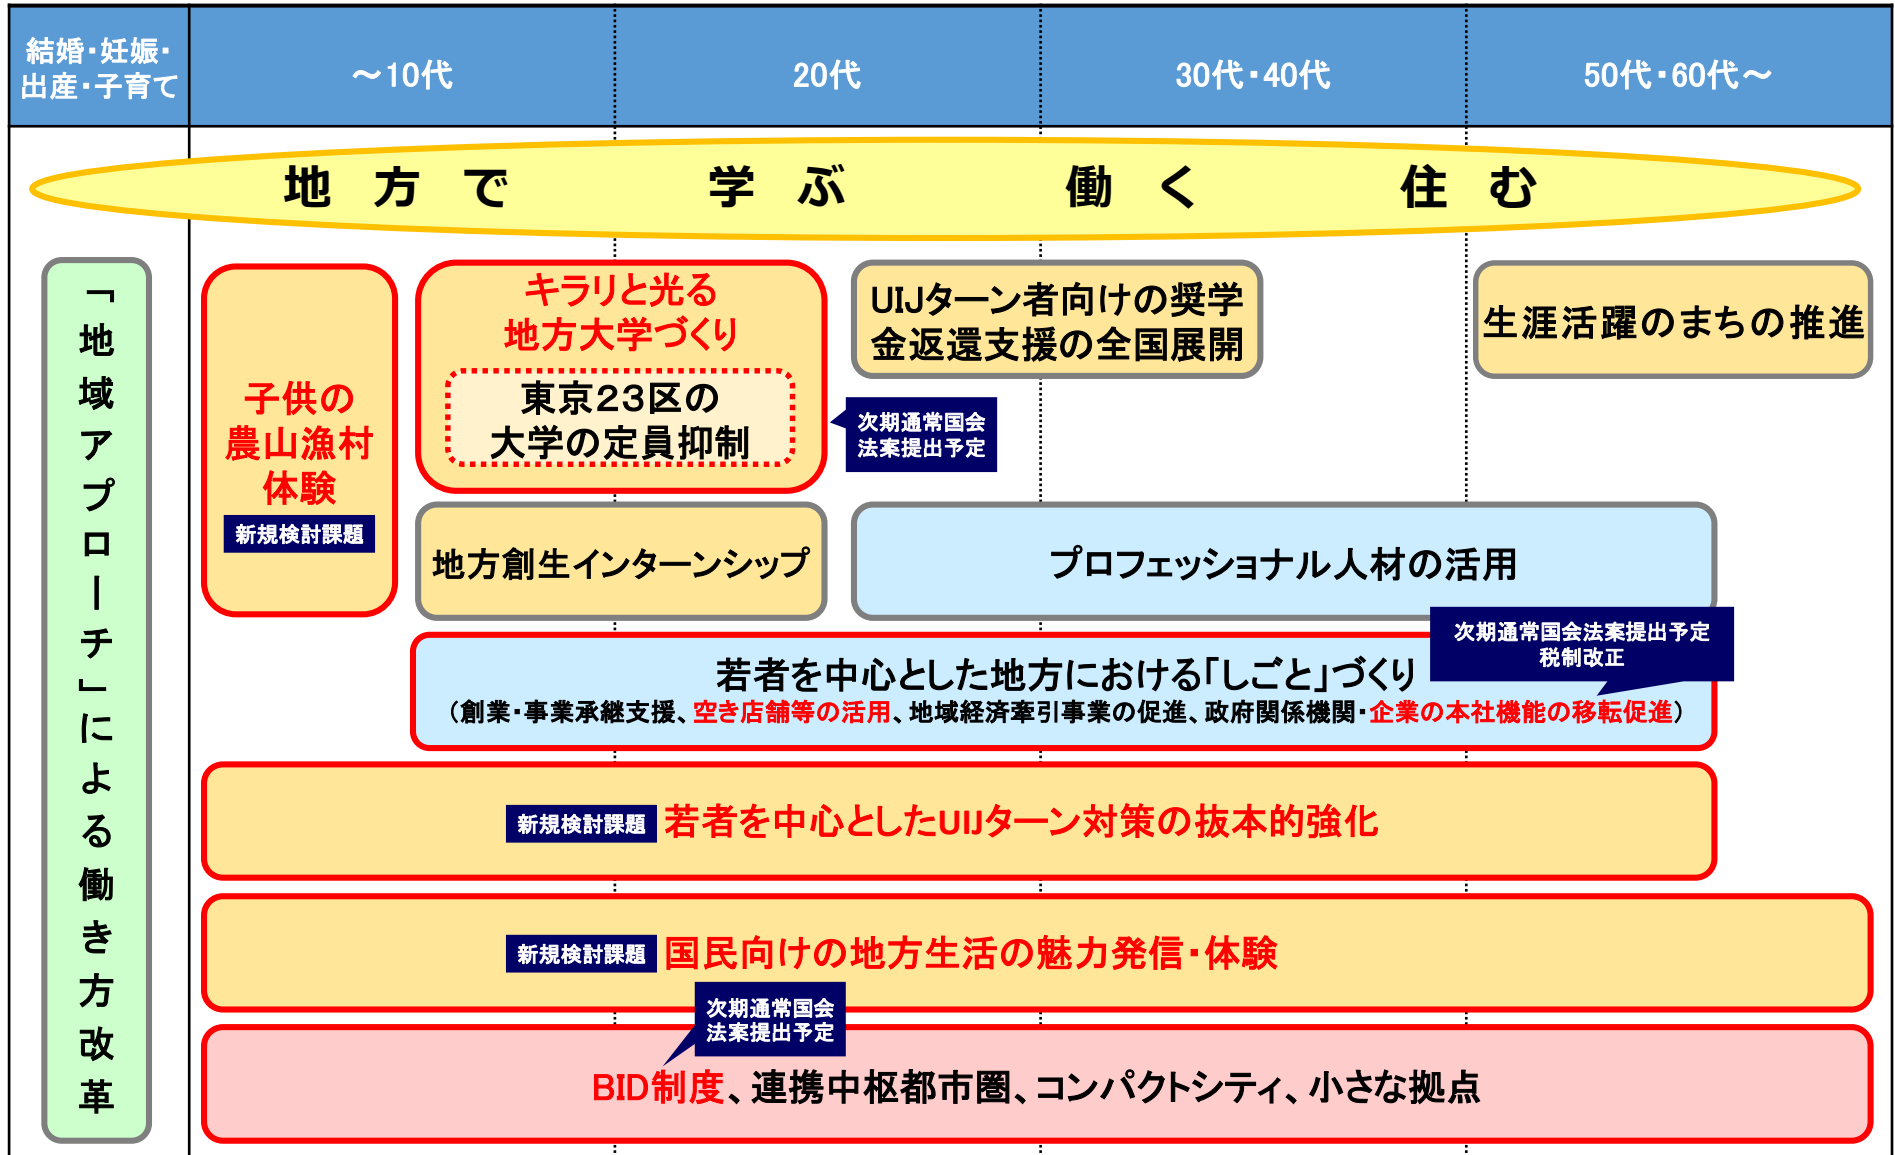 結婚・妊娠・
出産・子育て
～10代
20代
30代・40代
50代・60代～
地方で 学ぶ 働く 住む
「地域アプローチ」による働き方改革
子供の
農山漁村
体験
新規検討課題
キラリと光る
地方大学づくり
東京23区の
大学の定員抑制
次期通常国会
法案提出予定
UIJターン者向けの奨学
金返還支援の全国展開
生涯活躍のまちの推進
地方創生インターンシップ
プロフェッショナル人材の活用
次期通常国会法案提出予定
税制改正
若者を中心とした地方における「しごと」づくり
（創業・事業承継支援、空き店舗等の活用、地域経済牽引事業の促進、政府関係機関・企業の本社機能の移転促進）
新規検討課題 若者を中心としたUIJターン対策の抜本的強化
新規検討課題 国民向けの地方生活の魅力発信・体験
次期通常国会
法案提出予定
BID制度、連携中枢都市圏、コンパクトシティ、小さな拠点